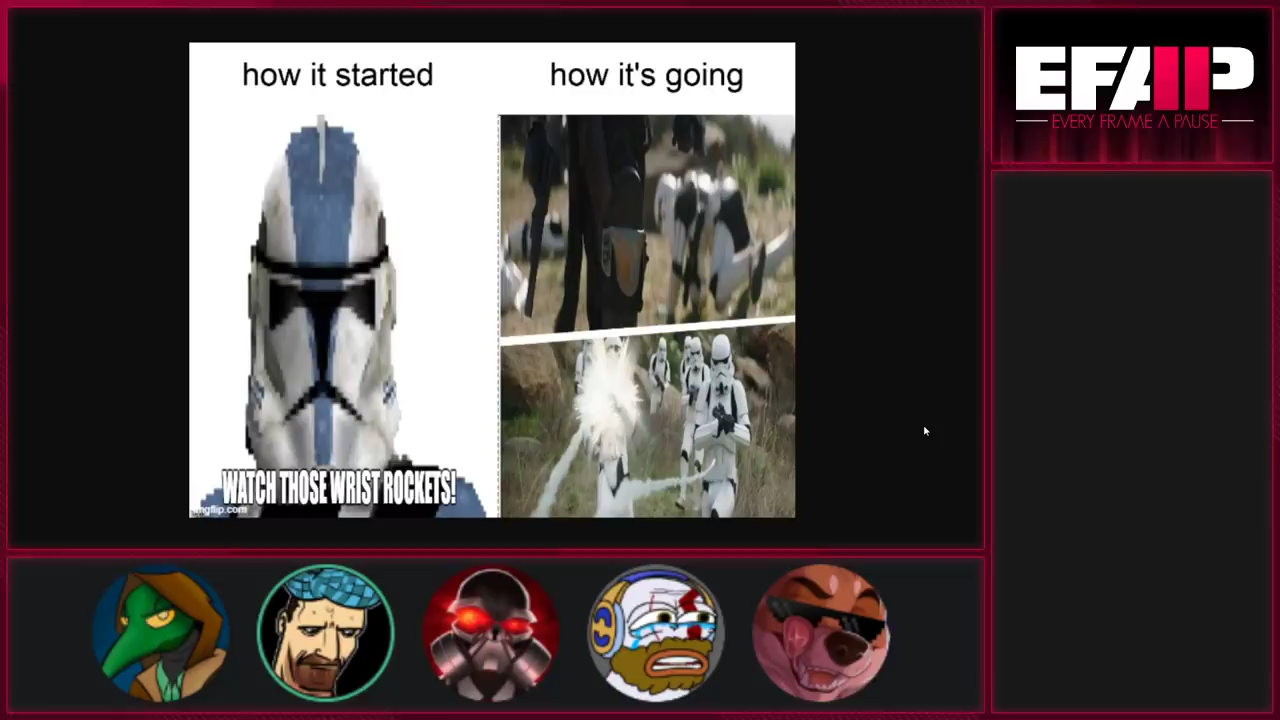 how it started
how it's going
WATCH THOSE WRIST ROCKETS!
imgflip.com
EFAP
EVERY FRAME A PAUSE